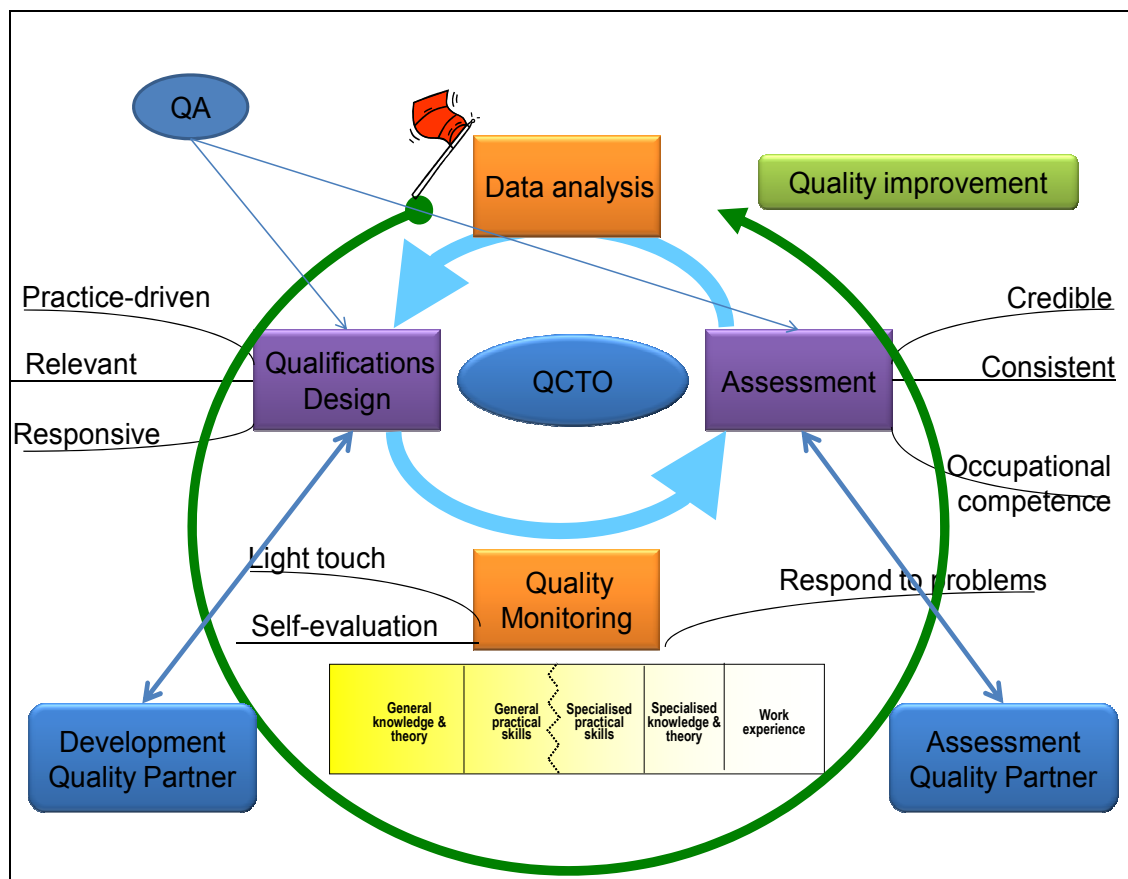 QA
Data analysis
Quality improvement
Practice-driven
Relevant
Responsive
Qualifications
Design
QCTO
Assessment
Credible
Consistent
Occupational
competence
Light touch
Self-evaluation
Quality
Monitoring
Respond to problems
General
knowledge &
theory
General
practical
skills
Specialised
practical
skills
Specialised
knowledge &
theory
Work
experience
Development
Quality Partner
Assessment
Quality Partner